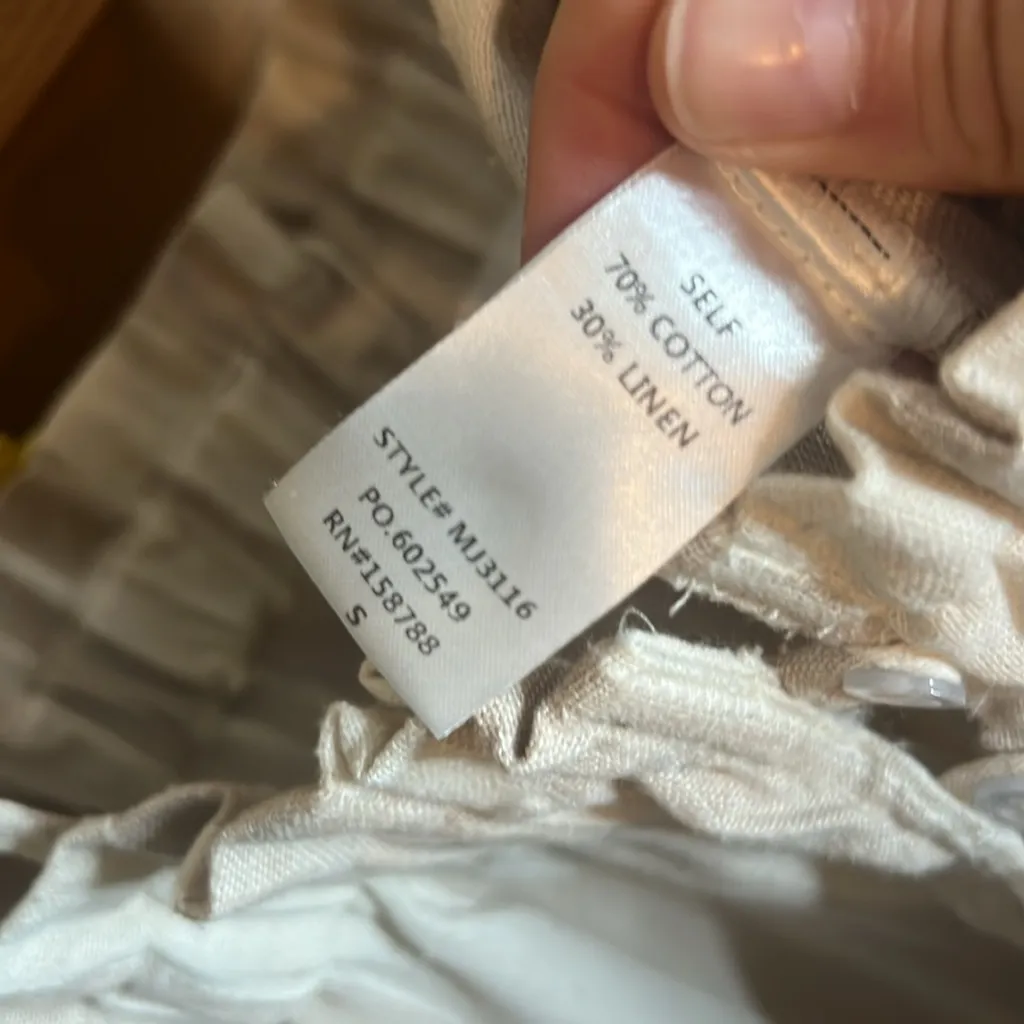 SELF
70% COTTON
30% LINEN
STYLE# MJ3116
PO.602549
RN#158788
S